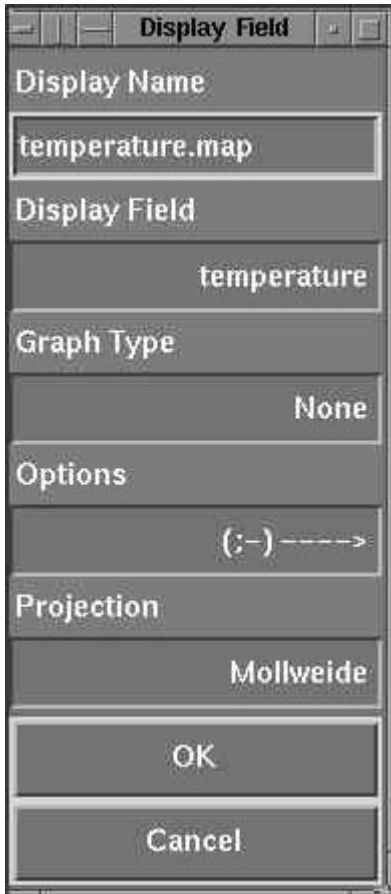 Display Field
Display Name
temperature.map
Display Field
temperature
Graph Type
None
Options
(;-)---->
Projection
Mollweide
OK
Cancel